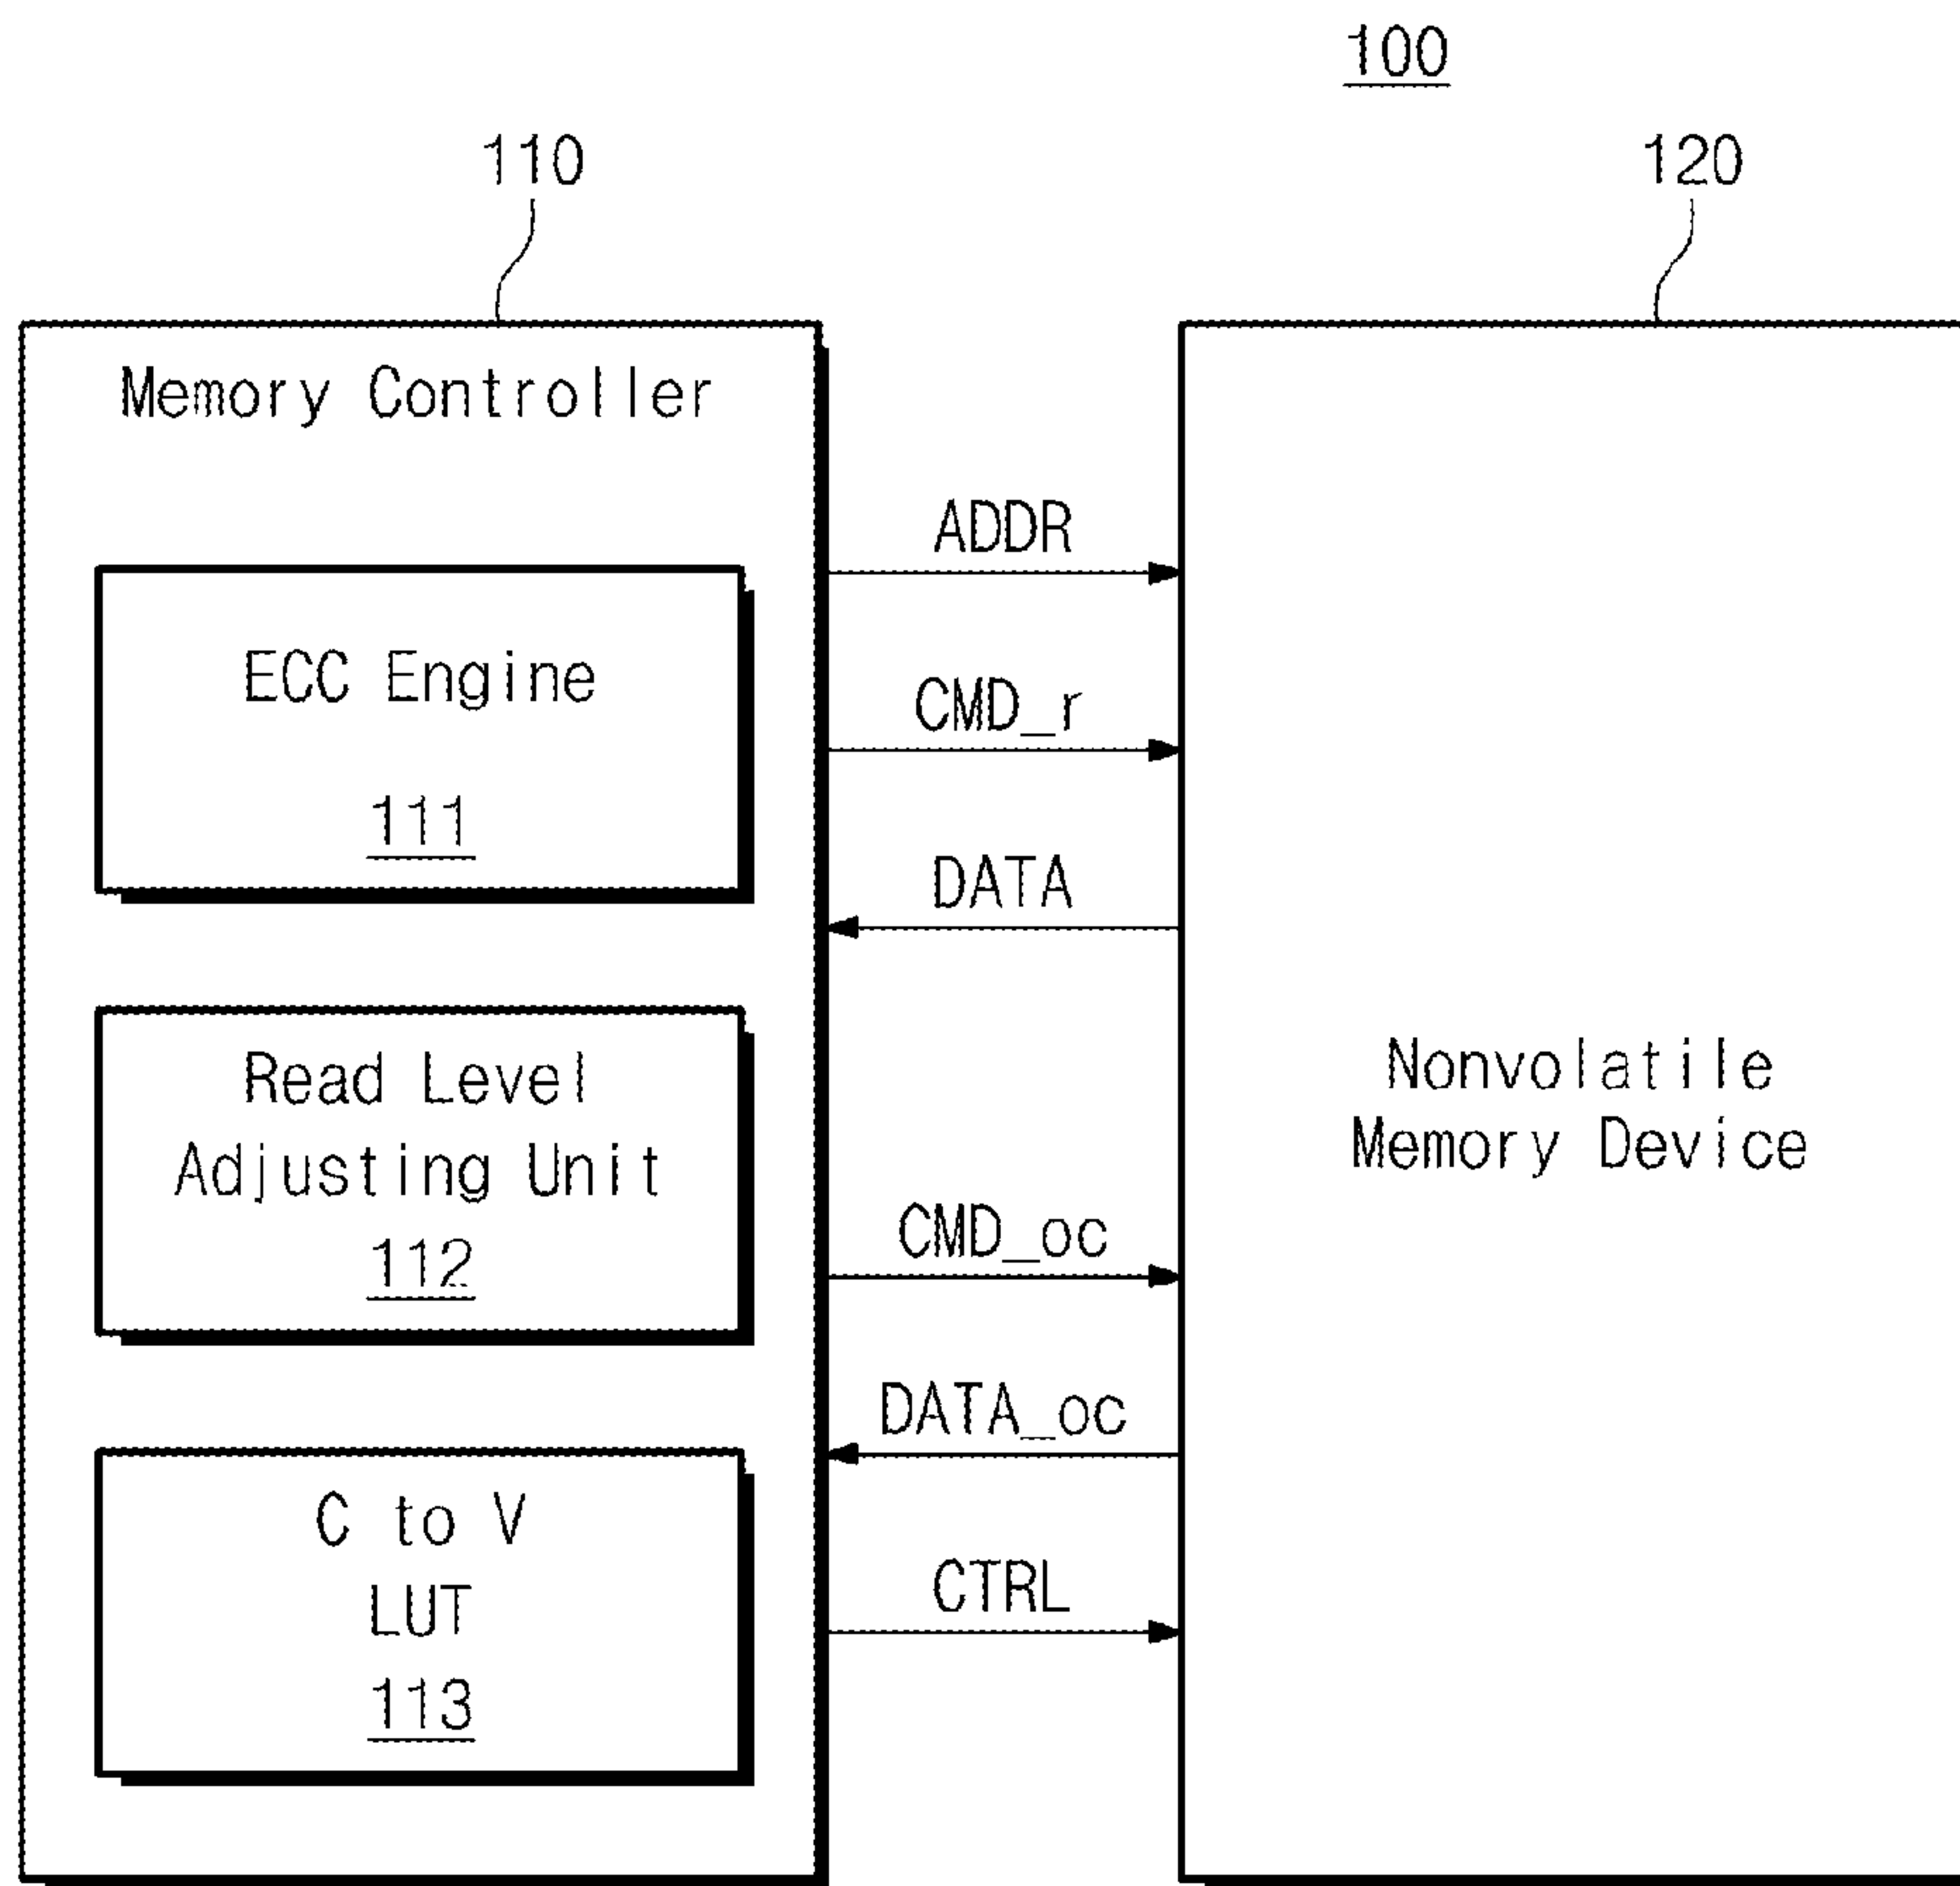 100
110
120
Memory Controller
ECC Engine
111
Read Level
Adjusting Unit
112
C to V
LUT
113
ADDR
CMD_r
DATA
CMD_oc
DATA_oc
CTRL
Nonvolatile
Memory Device